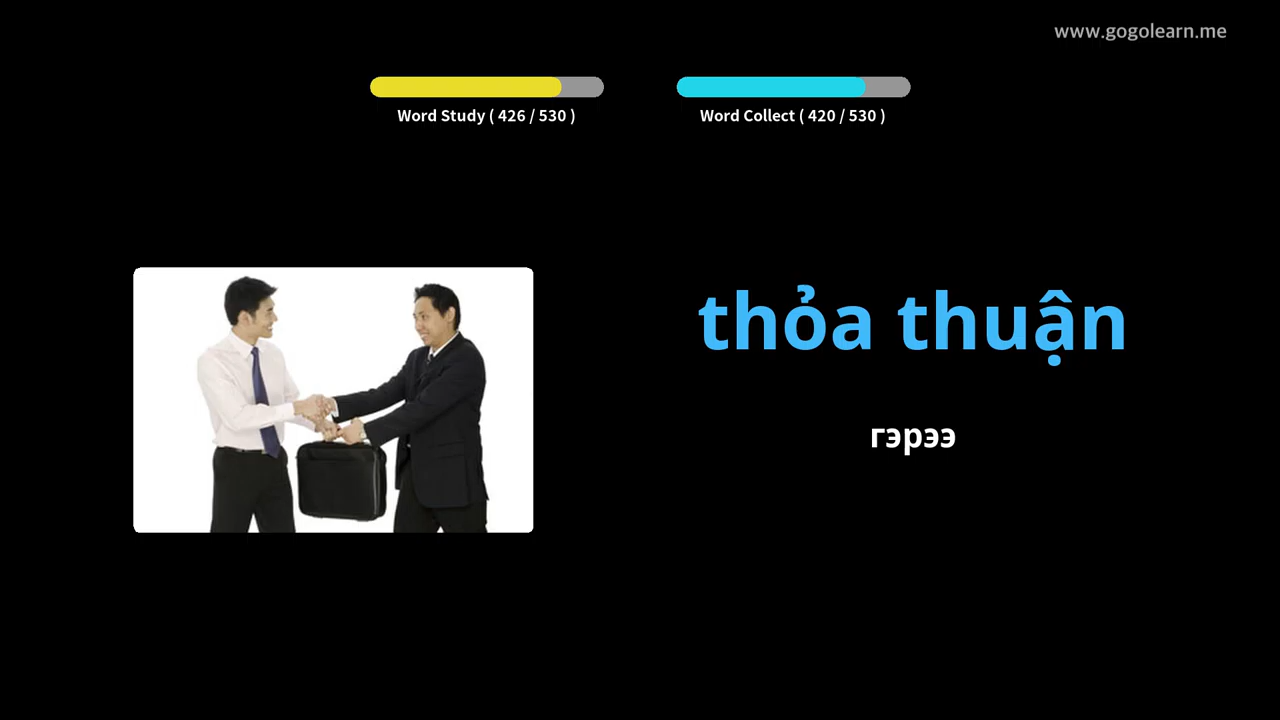 www.gogolearn.me
Word Study ( 426 / 530 )
Word Collect ( 420 / 530 )
thỏa thuận
гэрээ